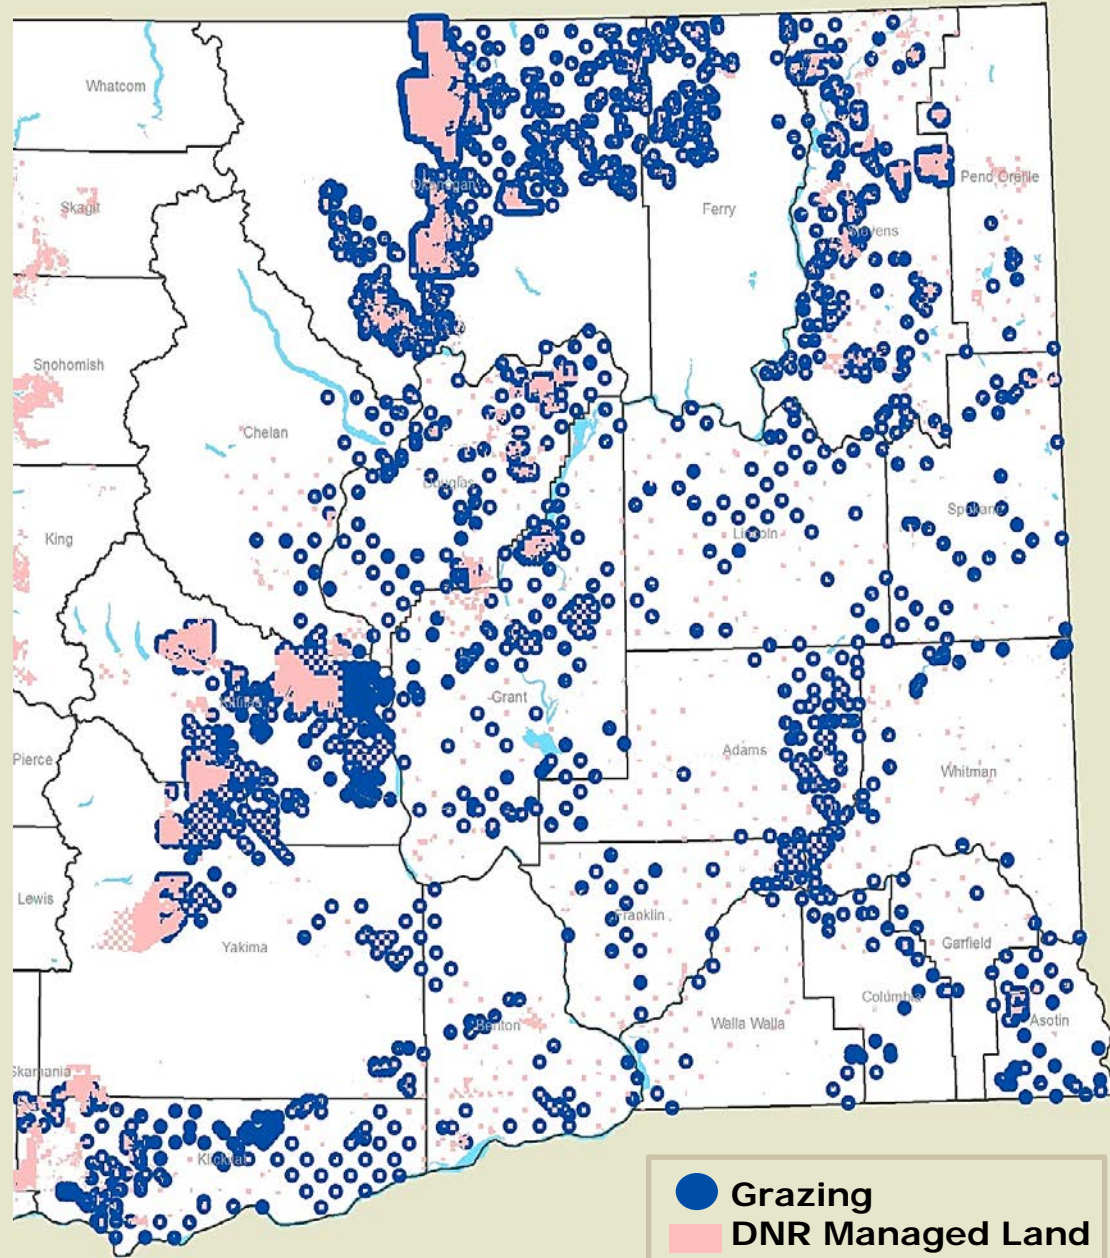 Whatcom
Okanogan
Pend Oreille
Skagit
Ferry
Stevens
Snohomish
Chelan
Douglas
Lincoln
Spokane
King
Kittitas
Grant
Adams
Pierce
Whitman
Lewis
Franklin
Yakima
Garfield
Columbia
Benton
Walla Walla
Asotin
Skamania
Klickitat
Grazing
DNR Managed Land